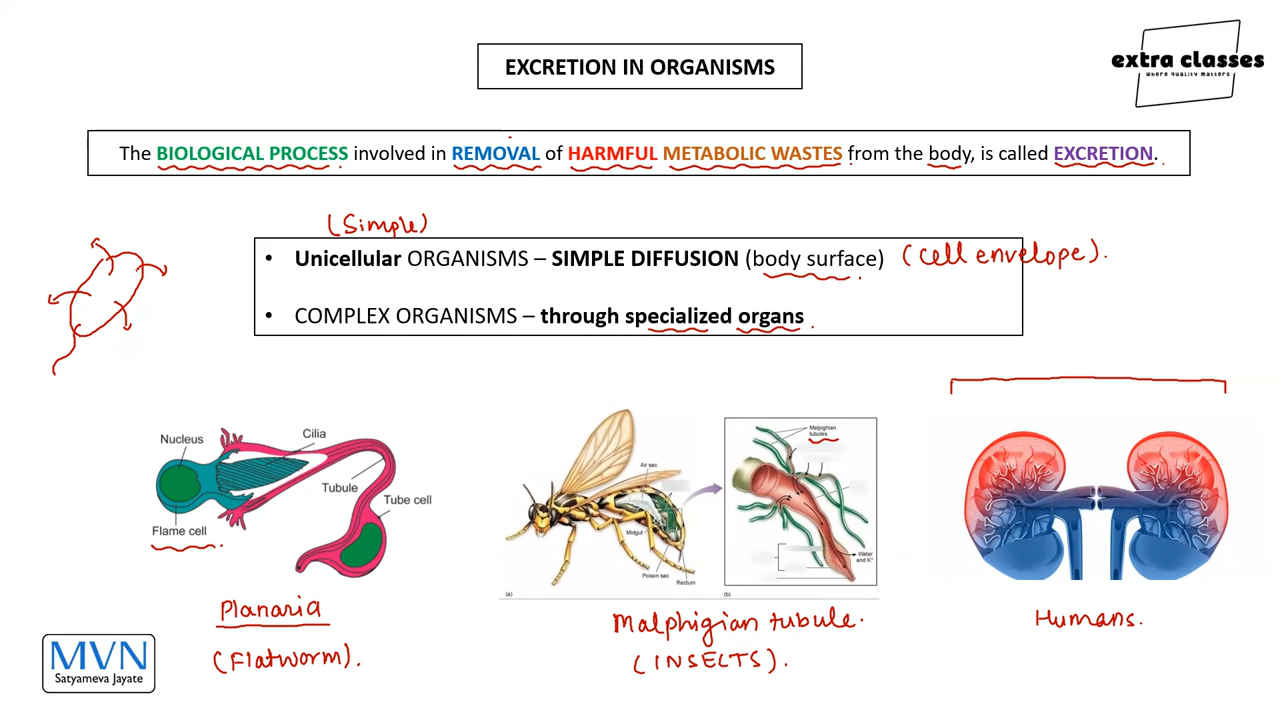 EXCRETION IN ORGANISMS
extra classes
where quality matters
The BIOLOGICAL PROCESS involved in REMOVAL of HARMFUL METABOLIC WASTES from the body, is called EXCRETION.
(Simple)
• Unicellular ORGANISMS – SIMPLE DIFFUSION (body surface) (cell envelope).
• COMPLEX ORGANISMS – through specialized organs
Nucleus
Cilia
Tubule
Tube cell
Flame cell
Air sac
Midgut
Poison sac
Rectum
(a)
Malpighian
tubules
Water
and K+
(b)
Planaria
(Flatworm).
Malphigian tubule.
(INSECTS).
Humans.
MVN
Satyameva Jayate